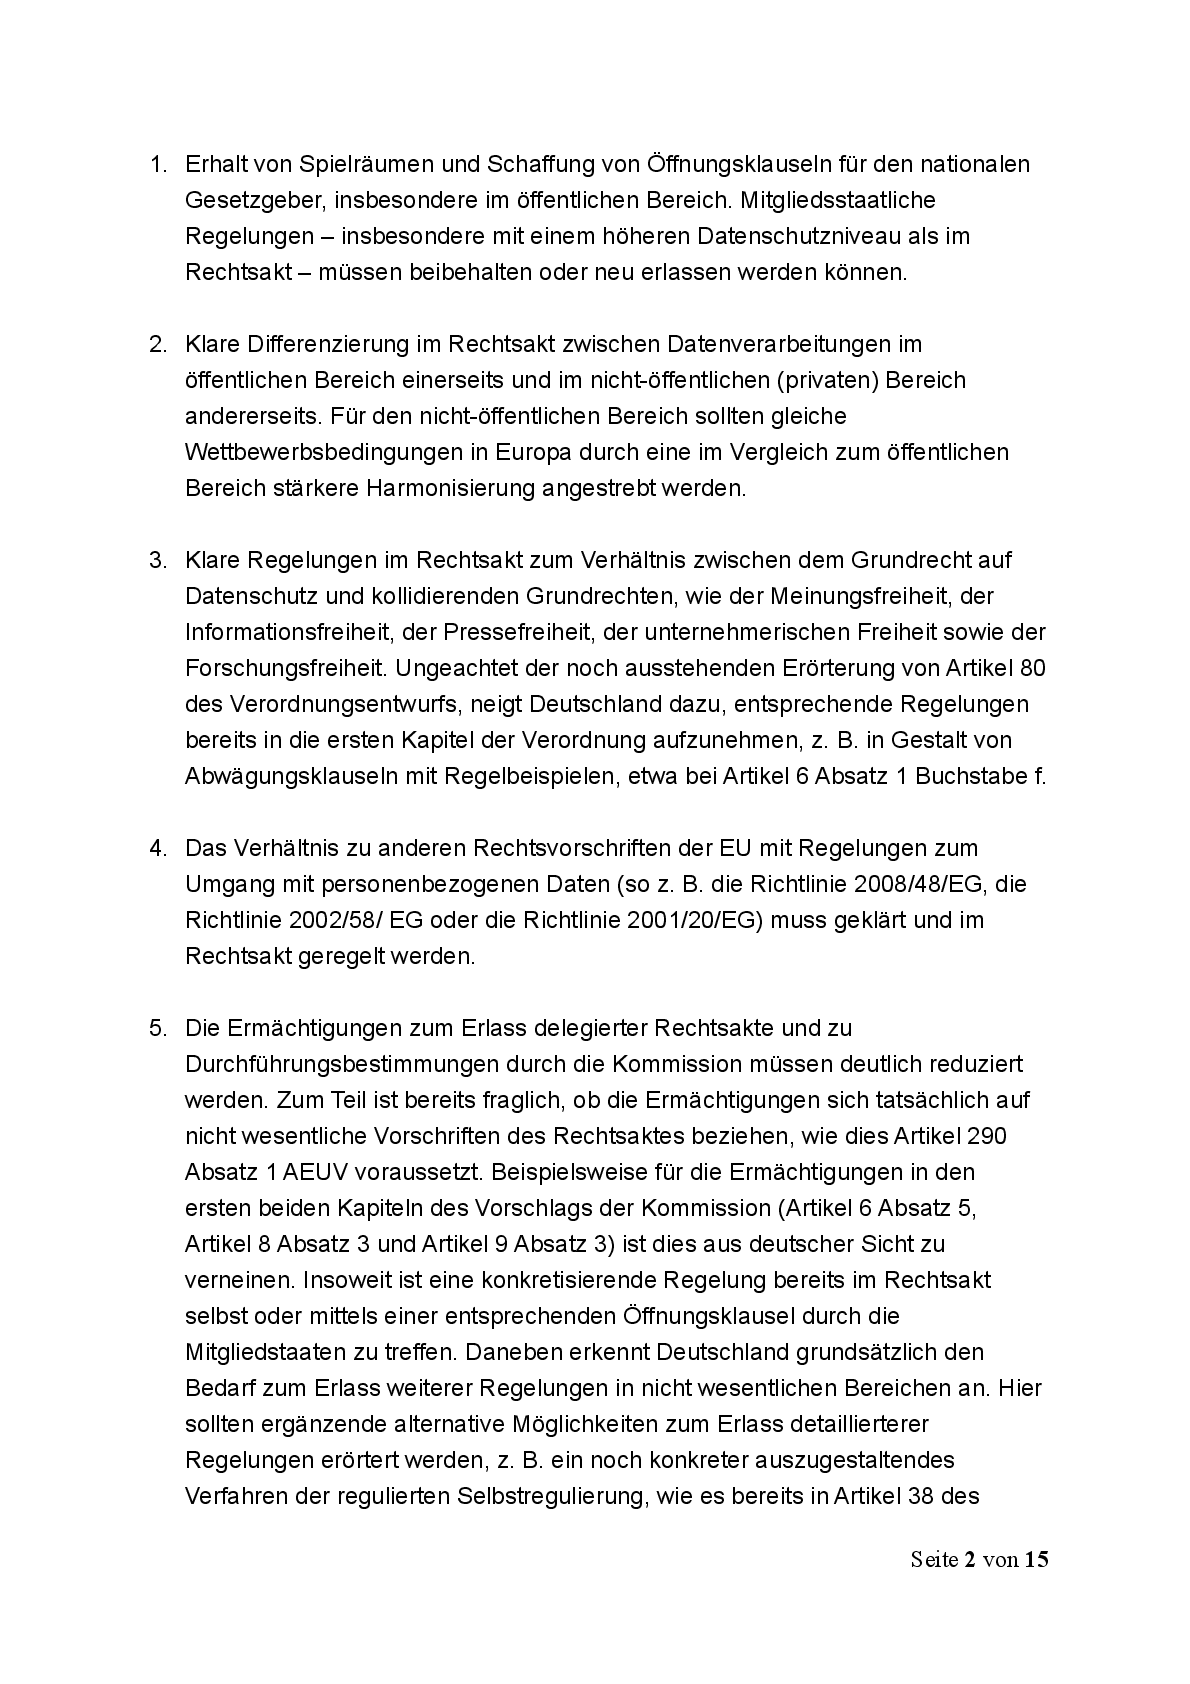 1. Erhalt von Spielräumen und Schaffung von Öffnungsklauseln für den nationalen
Gesetzgeber, insbesondere im öffentlichen Bereich. Mitgliedsstaatliche
Regelungen – insbesondere mit einem höheren Datenschutzniveau als im
Rechtsakt – müssen beibehalten oder neu erlassen werden können.
2. Klare Differenzierung im Rechtsakt zwischen Datenverarbeitungen im
öffentlichen Bereich einerseits und im nicht-öffentlichen (privaten) Bereich
andererseits. Für den nicht-öffentlichen Bereich sollten gleiche
Wettbewerbsbedingungen in Europa durch eine im Vergleich zum öffentlichen
Bereich stärkere Harmonisierung angestrebt werden.
3. Klare Regelungen im Rechtsakt zum Verhältnis zwischen dem Grundrecht auf
Datenschutz und kollidierenden Grundrechten, wie der Meinungsfreiheit, der
Informationsfreiheit, der Pressefreiheit, der unternehmerischen Freiheit sowie der
Forschungsfreiheit. Ungeachtet der noch ausstehenden Erörterung von Artikel 80
des Verordnungsentwurfs, neigt Deutschland dazu, entsprechende Regelungen
bereits in die ersten Kapitel der Verordnung aufzunehmen, z. B. in Gestalt von
Abwägungsklauseln mit Regelbeispielen, etwa bei Artikel 6 Absatz 1 Buchstabe f.
4. Das Verhältnis zu anderen Rechtsvorschriften der EU mit Regelungen zum
Umgang mit personenbezogenen Daten (so z. B. die Richtlinie 2008/48/EG, die
Richtlinie 2002/58/ EG oder die Richtlinie 2001/20/EG) muss geklärt und im
Rechtsakt geregelt werden.
5. Die Ermächtigungen zum Erlass delegierter Rechtsakte und zu
Durchführungsbestimmungen durch die Kommission müssen deutlich reduziert
werden. Zum Teil ist bereits fraglich, ob die Ermächtigungen sich tatsächlich auf
nicht wesentliche Vorschriften des Rechtsaktes beziehen, wie dies Artikel 290
Absatz 1 AEUV voraussetzt. Beispielsweise für die Ermächtigungen in den
ersten beiden Kapiteln des Vorschlags der Kommission (Artikel 6 Absatz 5,
Artikel 8 Absatz 3 und Artikel 9 Absatz 3) ist dies aus deutscher Sicht zu
verneinen. Insoweit ist eine konkretisierende Regelung bereits im Rechtsakt
selbst oder mittels einer entsprechenden Öffnungsklausel durch die
Mitgliedstaaten zu treffen. Daneben erkennt Deutschland grundsätzlich den
Bedarf zum Erlass weiterer Regelungen in nicht wesentlichen Bereichen an. Hier
sollten ergänzende alternative Möglichkeiten zum Erlass detaillierterer
Regelungen erörtert werden, z. B. ein noch konkreter auszugestaltendes
Verfahren der regulierten Selbstregulierung, wie es bereits in Artikel 38 des
Seite 2 von 15